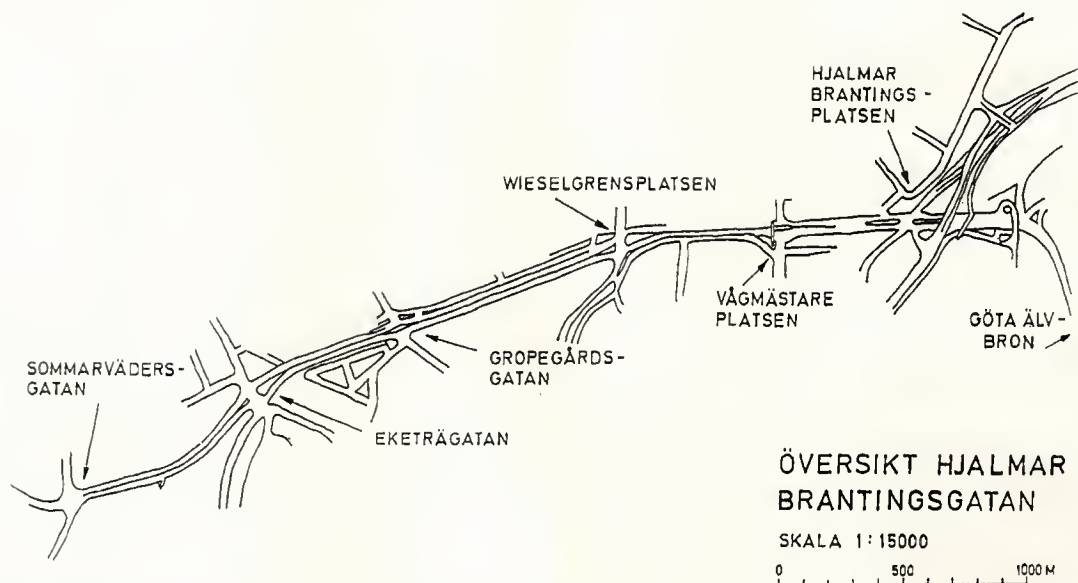 HJALMAR
BRANTINGS-
PLATSEN
WIESELGRENSPLATSEN
VÅGMÄSTARE
PLATSEN
GÖTA ÄLV-
BRON
GROPEGÅRDS-
GATAN
SOMMARVÄDERS-
GATAN
EKETRÄGATAN
ÖVERSIKT HJALMAR
BRANTINGSGATAN
SKALA 1:15000
0 500 1000 M